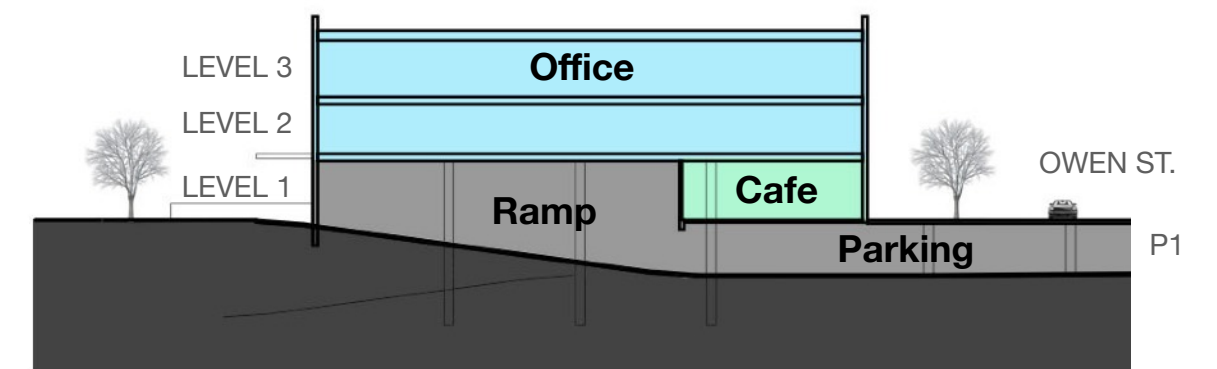 LEVEL 3
Office
LEVEL 2
OWEN ST.
LEVEL 1
Cafe
Ramp
Parking
P1